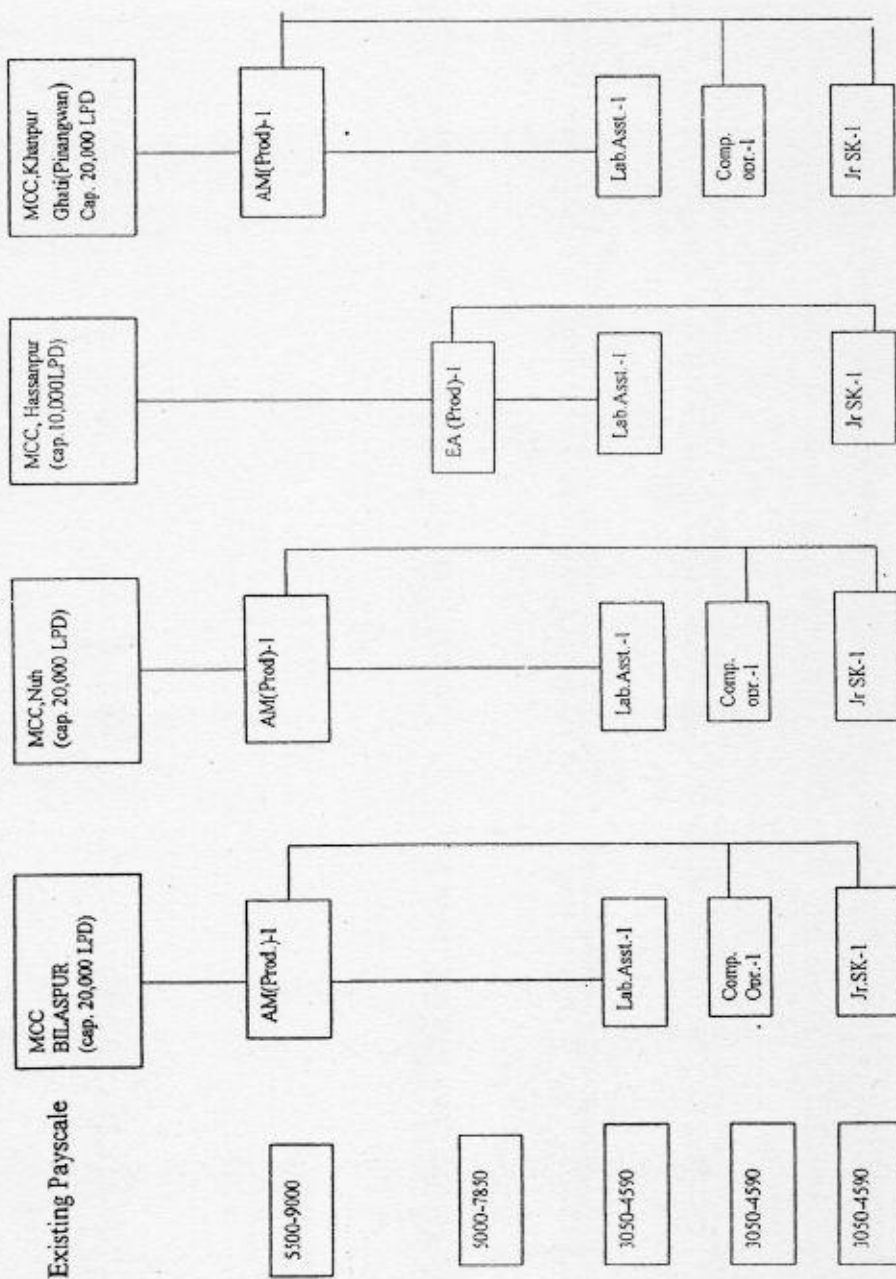 Existing Payscale
MCC
BILASPUR
(cap. 20,000 LPD)
MCC,Nuh
(cap. 20,000 LPD)
MCC, Hassanpur
(cap.10,000LPD)
MCC,Khanpur
Ghati(Pinangwan)
Cap. 20,000 LPD
5500-9000
AM(Prod.)-1
AM(Prod)-1
AM(Prod)-1
5000-7850
EA (Prod)-1
3050-4590
Lab.Asst.-1
Lab.Asst.-1
Lab.Asst.-1
Lab.Asst.-1
3050-4590
Comp.
Opr.-1
Comp.
opr.-1
Comp.
opr.-1
3050-4590
Jr.SK-1
Jr SK-1
Jr SK-1
Jr SK-1